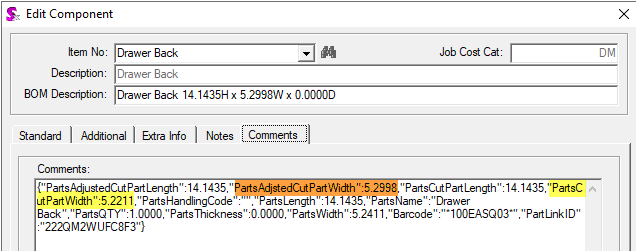 Edit Component
Item No: Drawer Back Job Cost Cat: DM
Description: Drawer Back
BOM Description: Drawer Back 14.1435H x 5.2998W x 0.0000D
Standard Additional Extra Info Notes Comments
Comments:
{"PartsAdjustedCutPartLength":14.1435,"PartsAdjstedCutPartWidth":5.2998,"PartsCutPartLength":14.1435,"PartsC
utPartWidth":5.2211,"PartsHandlingCode":"","PartsLength":14.1435,"PartsName":"Drawer
Back","PartsQTY":1.0000,"PartsThickness":0.0000,"PartsWidth":5.2411,"Barcode":"*100EASQ03*","PartLinkID"
:"222QM2WUFC8F3"}